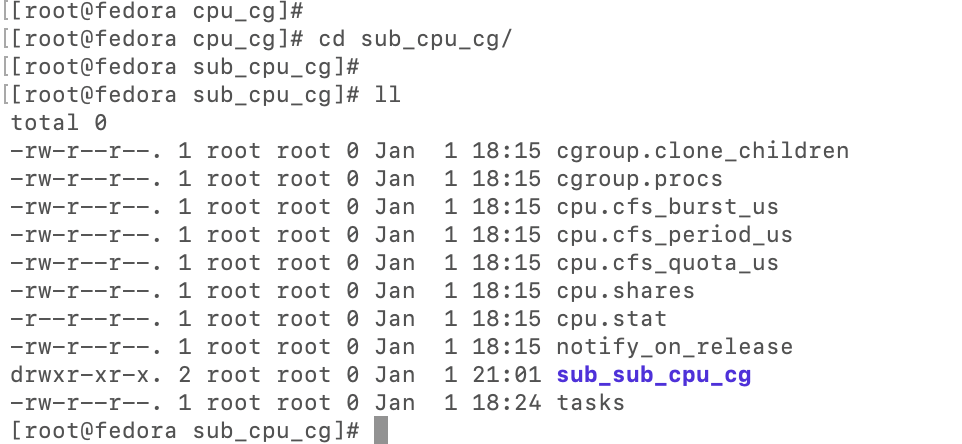 [[root@fedora cpu_cg]#
[[root@fedora cpu_cg]# cd sub_cpu_cg/
[[root@fedora sub_cpu_cg]#
[[root@fedora sub_cpu_cg]# ll
total 0
-rw-r--r--. 1 root root 0 Jan  1 18:15 cgroup.clone_children
-rw-r--r--. 1 root root 0 Jan  1 18:15 cgroup.procs
-rw-r--r--. 1 root root 0 Jan  1 18:15 cpu.cfs_burst_us
-rw-r--r--. 1 root root 0 Jan  1 18:15 cpu.cfs_period_us
-rw-r--r--. 1 root root 0 Jan  1 18:15 cpu.cfs_quota_us
-rw-r--r--. 1 root root 0 Jan  1 18:15 cpu.shares
-r--r--r--. 1 root root 0 Jan  1 18:15 cpu.stat
-rw-r--r--. 1 root root 0 Jan  1 18:15 notify_on_release
drwxr-xr-x. 2 root root 0 Jan  1 21:01 sub_sub_cpu_cg
-rw-r--r--. 1 root root 0 Jan  1 18:24 tasks
[root@fedora sub_cpu_cg]#